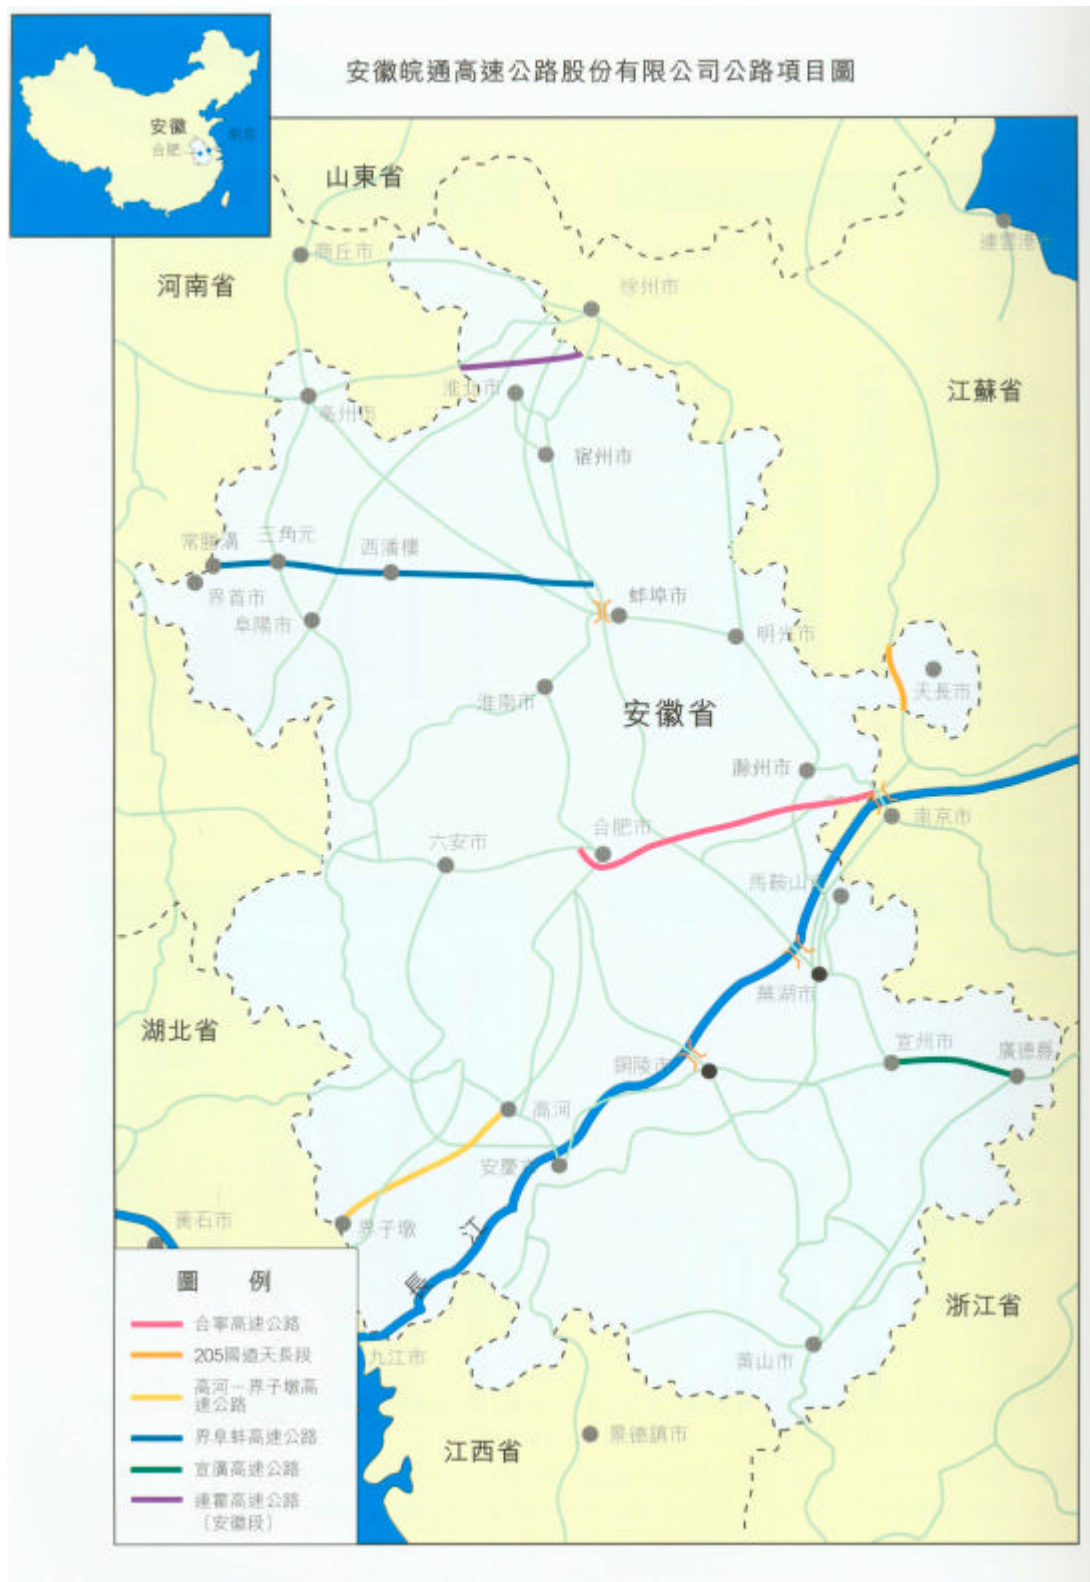 安徽皖通高速公路股份有限公司公路項目圖
安徽
合肥
山東省
連雲港
商丘市
河南省
徐州市
江蘇省
淮北市
亳州市
宿州市
常勝溝
三角元
西潘樓
界首市
蚌埠市
阜陽市
明光市
天長市
淮南市
安徽省
滁州市
南京市
合肥市
六安市
馬鞍山
蕪湖市
湖北省
宣州市
廣德縣
銅陵市
高河
安慶
黃石市
界子墩
長江
浙江省
九江市
黃山市
景德鎮市
江西省
圖 例
合寧高速公路
205國道天長段
高河－界子墩高
速公路
界阜蚌高速公路
宣廣高速公路
連霍高速公路
（安徽段）